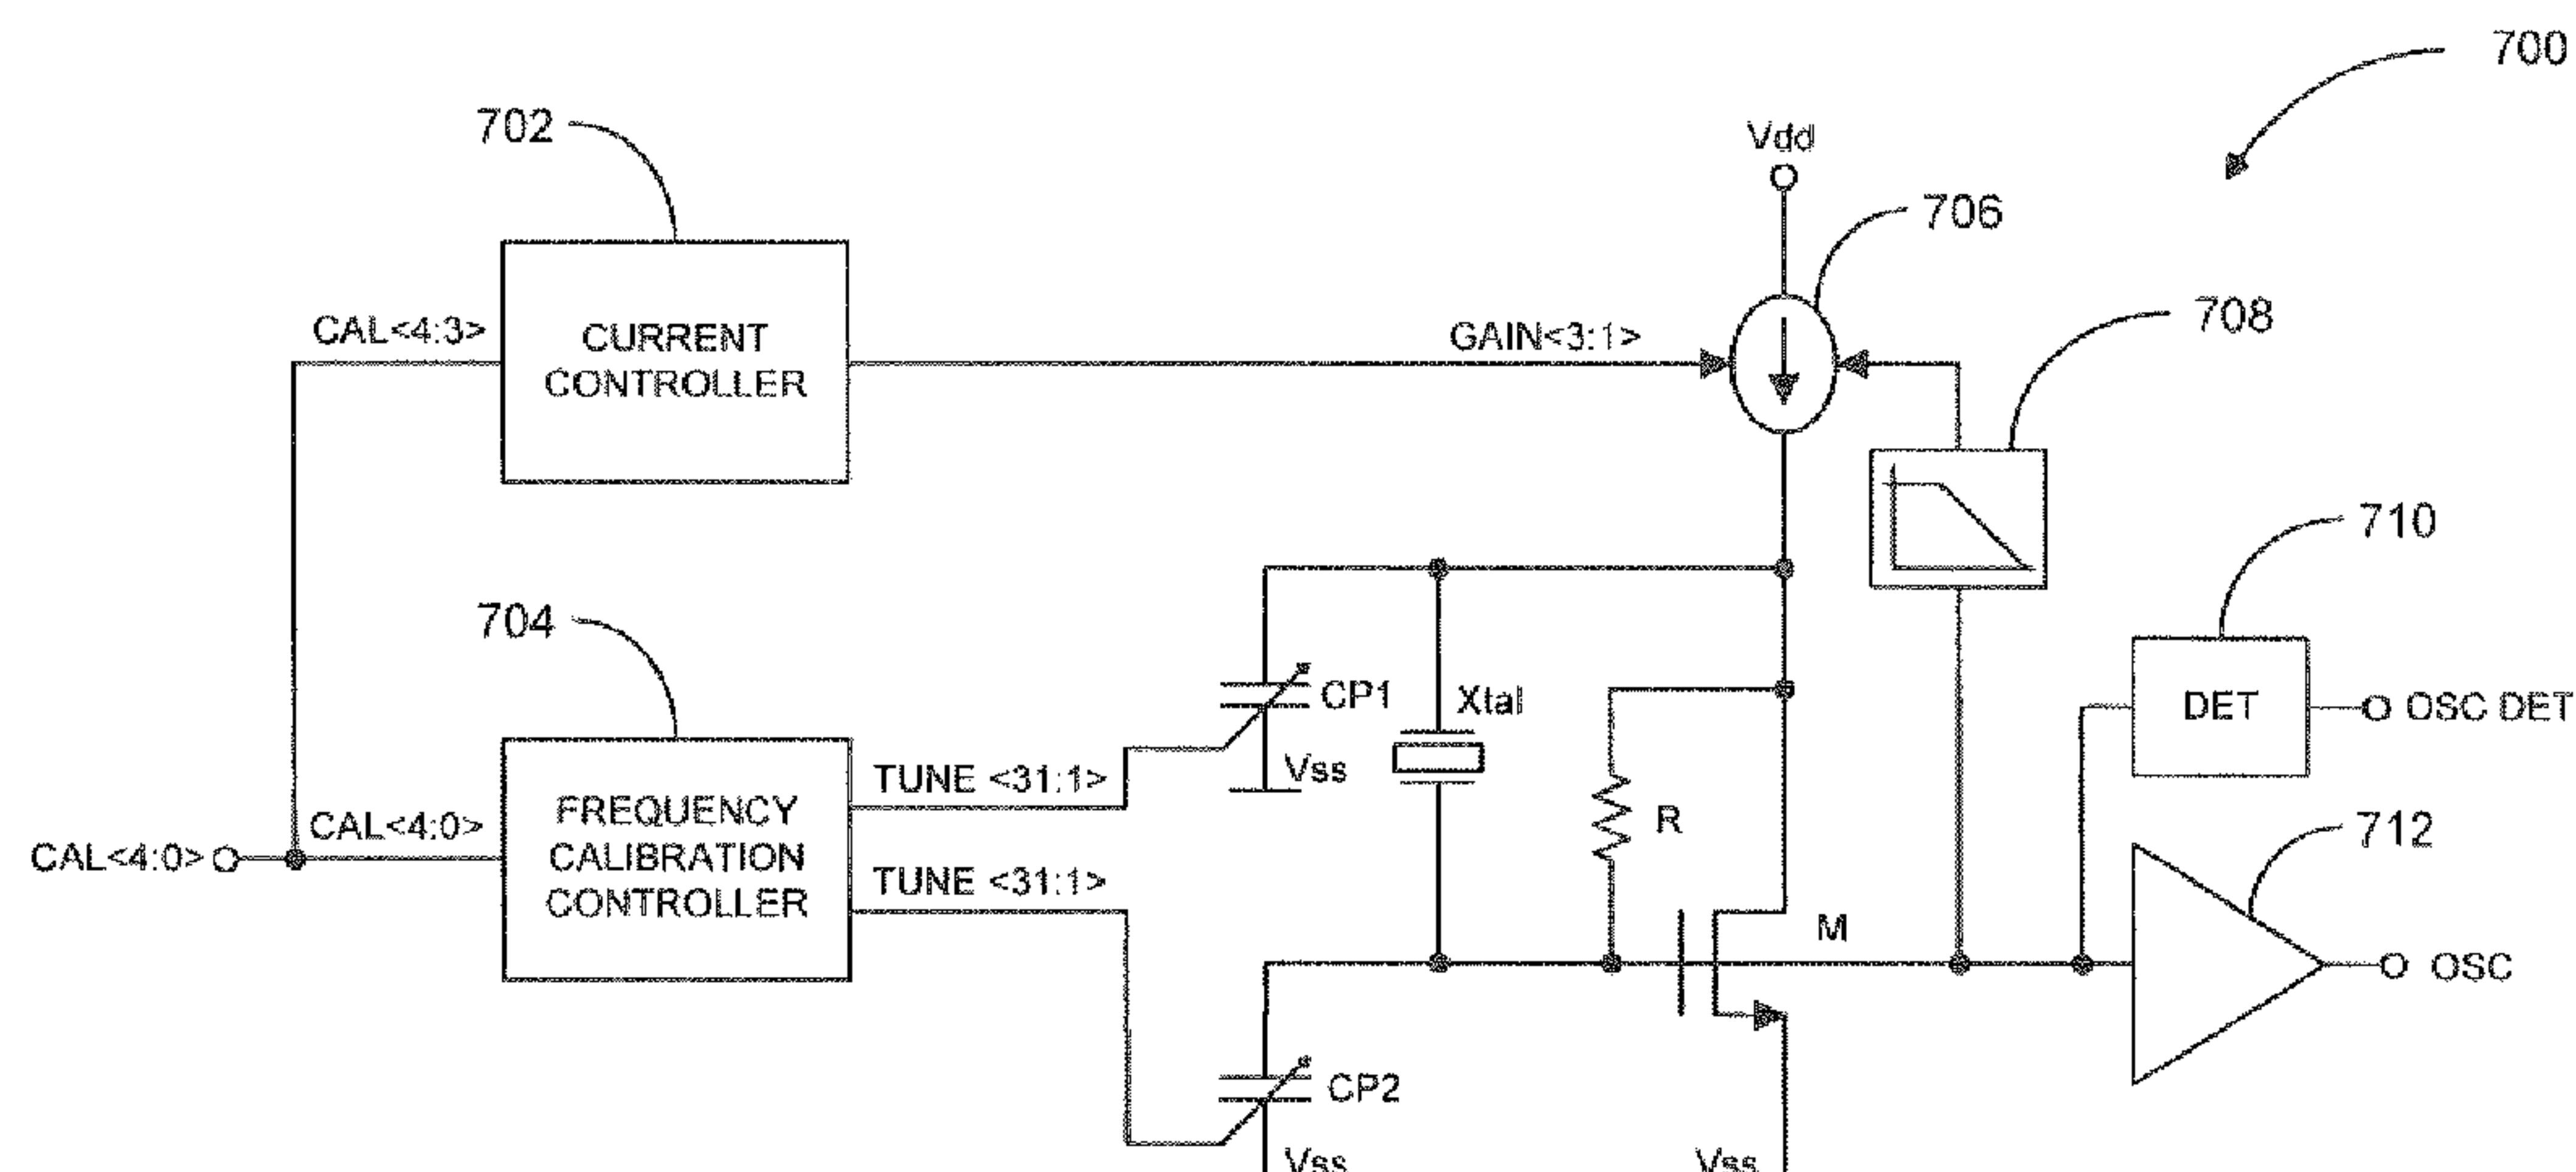 700
702
Vdd
706
CAL<4:3>
CURRENT
CONTROLLER
GAIN<3:1>
708
710
704
CP1
Xtal
DET
OSC DET
Vss
TUNE <31:1>
FREQUENCY
CALIBRATION
CONTROLLER
CAL<4:0>
CAL<4:0>
R
712
TUNE <31:1>
M
OSC
CP2
Vss
Vss